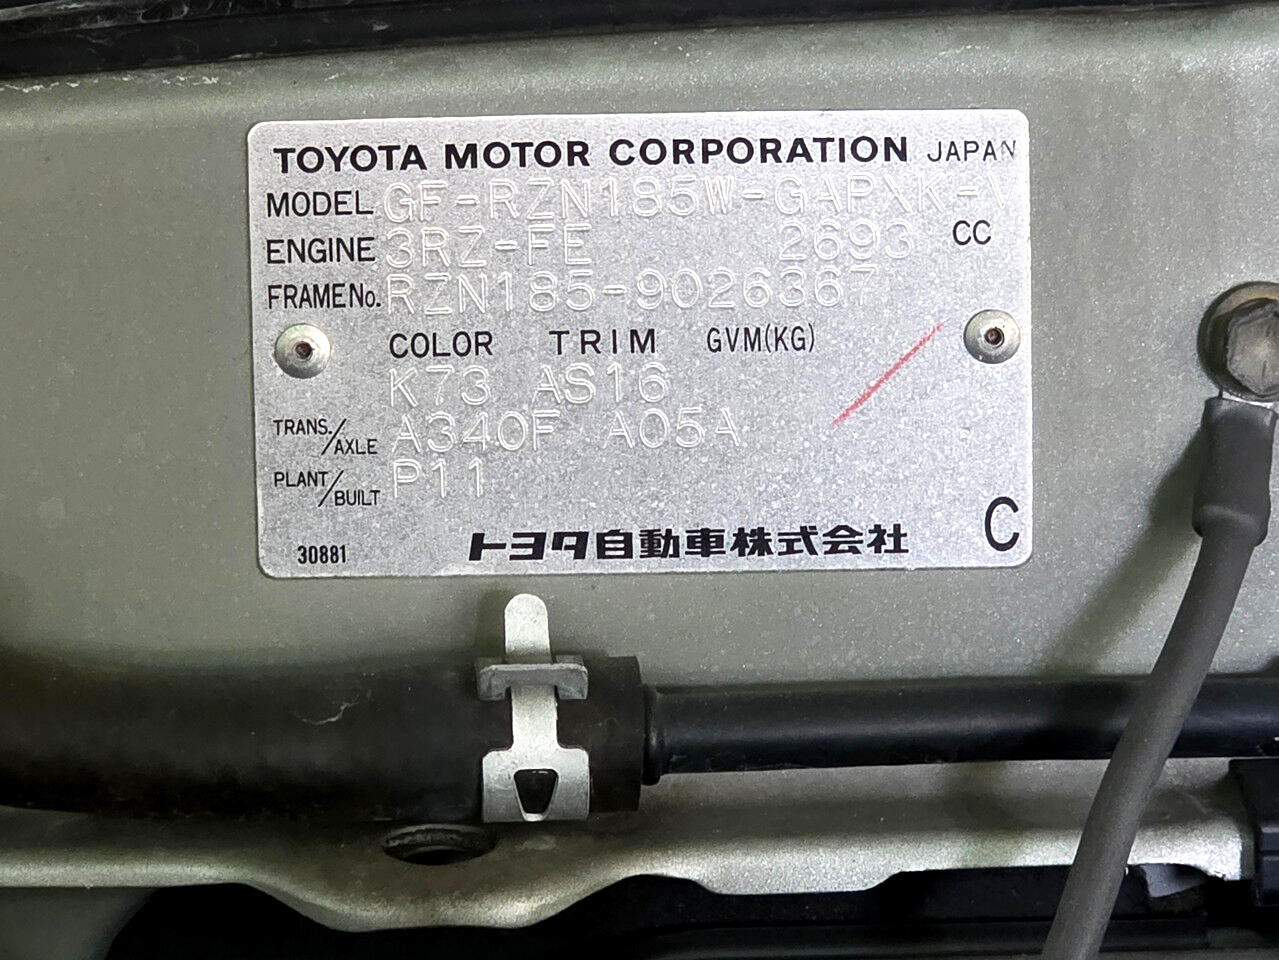 TOYOTA MOTOR CORPORATION JAPAN
MODEL GF-RZN185W-GAPXK-V
ENGINE 3RZ-FE 2693 CC
FRAME No. RZN185-9026367
COLOR TRIM GVM(KG)
K73 AS16
TRANS./AXLE A340F A05A
PLANT/BUILT P11
30881 トヨタ自動車株式会社 C